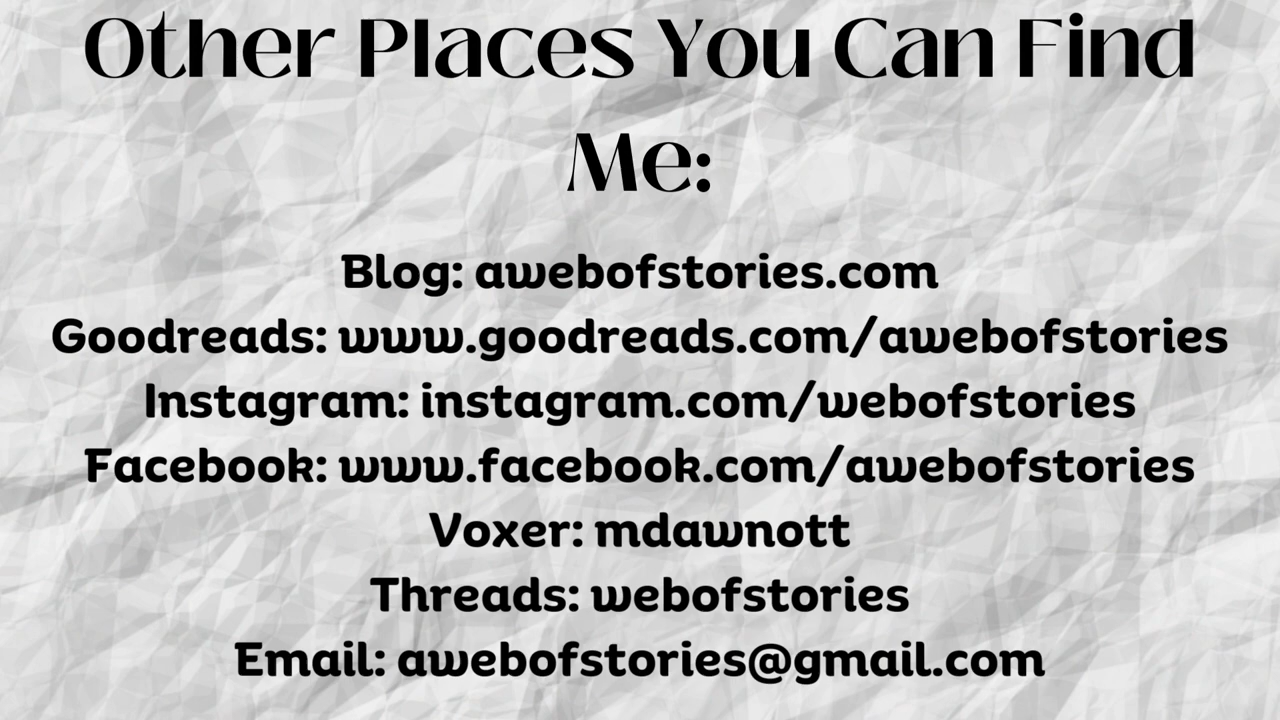 Other Places You Can Find
Me:
Blog: awebofstories.com
Goodreads: www.goodreads.com/awebofstories
Instagram: instagram.com/webofstories
Facebook: www.facebook.com/awebofstories
Voxer: mdawnott
Threads: webofstories
Email: awebofstories@gmail.com